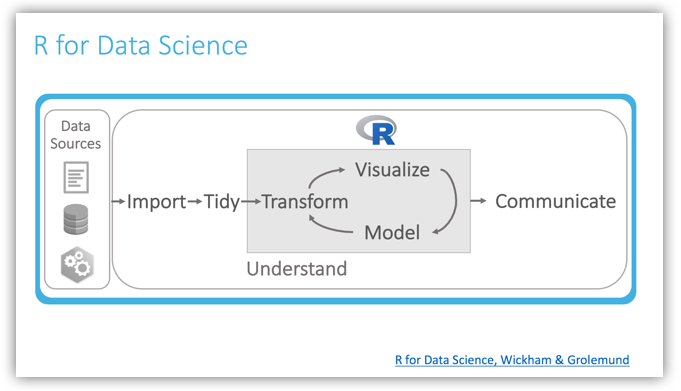 R for Data Science
Data
Sources
R
Import
Tidy
Transform
Visualize
Model
Understand
Communicate
R for Data Science, Wickham & Grolemund